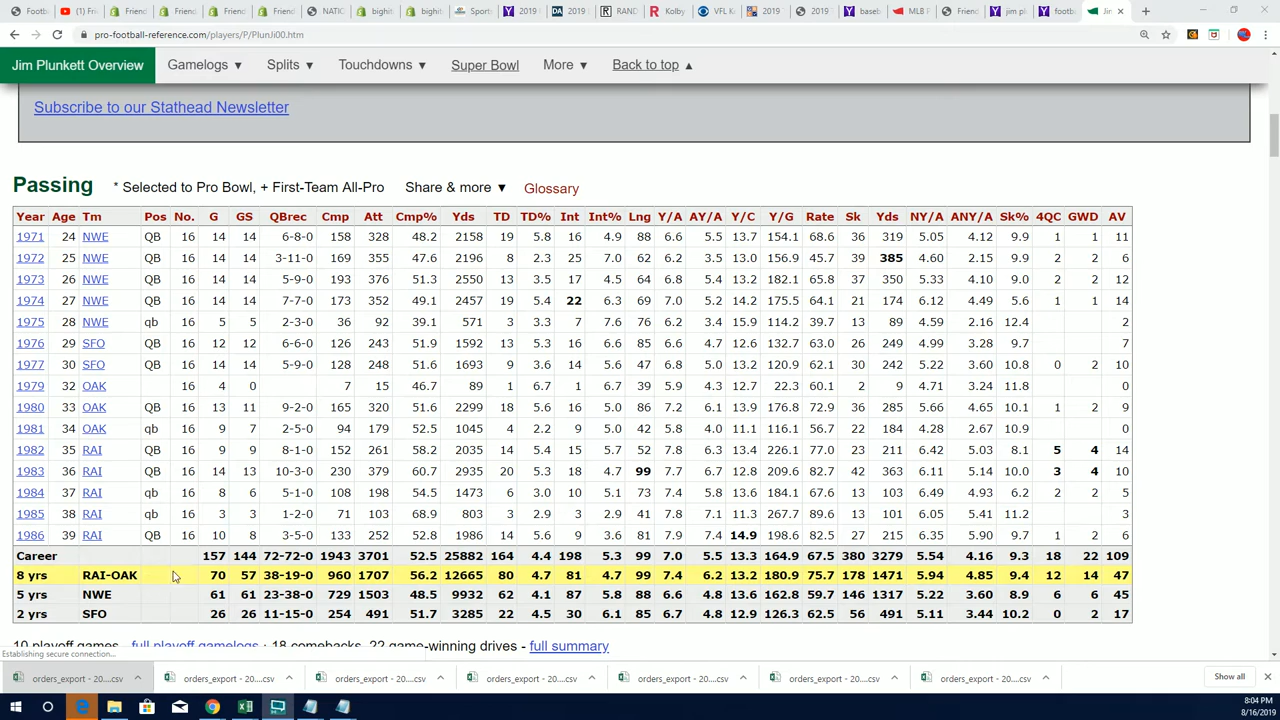 Footb
(1) Fri
Friend
Friend
Friend
NATIC
bighit
bighit
Sport
2019
2019
RAND
Kolby
VFL K
2019
2019
baseb
MLB F
Friend
jim pl
footb
Jin
pro-football-reference.com/players/P/PlunJi00.htm
Jim Plunkett Overview Gamelogs ▼ Splits ▼ Touchdowns ▼ Super Bowl More ▼ Back to top ▲
Subscribe to our Stathead Newsletter
Passing * Selected to Pro Bowl, + First-Team All-Pro Share & more ▼ Glossary
Year Age Tm Pos No. G GS QBrec Cmp Att Cmp% Yds TD TD% Int Int% Lng Y/A AY/A Y/C Y/G Rate Sk Yds NY/A ANY/A Sk% 4QC GWD AV
1971 24 NWE QB 16 14 14 6-8-0 158 328 48.2 2158 19 5.8 16 4.9 88 6.6 5.5 13.7 154.1 68.6 36 319 5.05 4.12 9.9 1 1 11
1972 25 NWE QB 16 14 14 3-11-0 169 355 47.6 2196 8 2.3 25 7.0 62 6.2 3.5 13.0 156.9 45.7 39 385 4.60 2.15 9.9 2 2 6
1973 26 NWE QB 16 14 14 5-9-0 193 376 51.3 2550 13 3.5 17 4.5 64 6.8 5.4 13.2 182.1 65.8 37 350 5.33 4.10 9.0 2 2 12
1974 27 NWE QB 16 14 14 7-7-0 173 352 49.1 2457 19 5.4 22 6.3 69 7.0 5.2 14.2 175.5 64.1 21 174 6.12 4.49 5.6 1 1 14
1975 28 NWE qb 16 5 5 2-3-0 36 92 39.1 571 3 3.3 7 7.6 76 6.2 3.4 15.9 114.2 39.7 13 89 4.59 2.16 12.4 2
1976 29 SFO QB 16 12 12 6-6-0 126 243 51.9 1592 13 5.3 16 6.6 85 6.6 4.7 12.6 132.7 63.0 26 249 4.99 3.28 9.7 7
1977 30 SFO QB 16 14 14 5-9-0 128 248 51.6 1693 9 3.6 14 5.6 47 6.8 5.0 13.2 120.9 62.1 30 242 5.22 3.60 10.8 0 2 10
1979 32 OAK 16 4 0 7 15 46.7 89 1 6.7 1 6.7 39 5.9 4.3 12.7 22.3 60.1 2 9 4.71 3.24 11.8 0
1980 33 OAK QB 16 13 11 9-2-0 165 320 51.6 2299 18 5.6 16 5.0 86 7.2 6.1 13.9 176.8 72.9 36 285 5.66 4.65 10.1 1 2 9
1981 34 OAK qb 16 9 7 2-5-0 94 179 52.5 1045 4 2.2 9 5.0 42 5.8 4.0 11.1 116.1 56.7 22 184 4.28 2.67 10.9 0
1982 35 RAI QB 16 9 9 8-1-0 152 261 58.2 2035 14 5.4 15 5.7 52 7.8 6.3 13.4 226.1 77.0 23 211 6.42 5.03 8.1 5 4 14
1983 36 RAI QB 16 14 13 10-3-0 230 379 60.7 2935 20 5.3 18 4.7 99 7.7 6.7 12.8 209.6 82.7 42 363 6.11 5.14 10.0 3 4 10
1984 37 RAI qb 16 8 6 5-1-0 108 198 54.5 1473 6 3.0 10 5.1 73 7.4 5.8 13.6 184.1 67.6 13 103 6.49 4.93 6.2 2 2 5
1985 38 RAI qb 16 3 3 1-2-0 71 103 68.9 803 3 2.9 3 2.9 41 7.8 7.1 11.3 267.7 89.6 15 101 6.05 5.41 11.2 3
1986 39 RAI QB 16 10 8 3-5-0 133 252 52.8 1986 14 5.6 9 3.6 81 7.9 7.4 14.9 198.6 82.5 27 215 6.35 5.90 9.7 1 2 6
Career 157 144 72-72-0 1943 3701 52.5 25882 164 4.4 198 5.3 99 7.0 5.5 13.3 164.9 67.5 380 3279 5.54 4.16 9.3 18 22 109
8 yrs RAI-OAK 70 57 38-19-0 960 1707 56.2 12665 80 4.7 81 4.7 99 7.4 6.2 13.2 180.9 75.7 178 1471 5.94 4.85 9.4 12 14 47
5 yrs NWE 61 61 23-38-0 729 1503 48.5 9932 62 4.1 87 5.8 88 6.6 4.8 13.6 162.8 59.7 146 1317 5.22 3.60 8.9 6 6 45
2 yrs SFO 26 26 11-15-0 254 491 51.7 3285 22 4.5 30 6.1 85 6.7 4.8 12.9 126.3 62.5 56 491 5.11 3.44 10.2 0 2 17
10 playoff games - full playoff gamelogs · 18 comebacks, 22 game-winning drives - full summary
Establishing secure connection...
orders_export - 20....csv
orders_export - 20....csv
orders_export - 20....csv
orders_export - 20....csv
orders_export - 20....csv
orders_export - 20....csv
orders_export - 20....csv
Show all
8:04 PM
8/16/2019